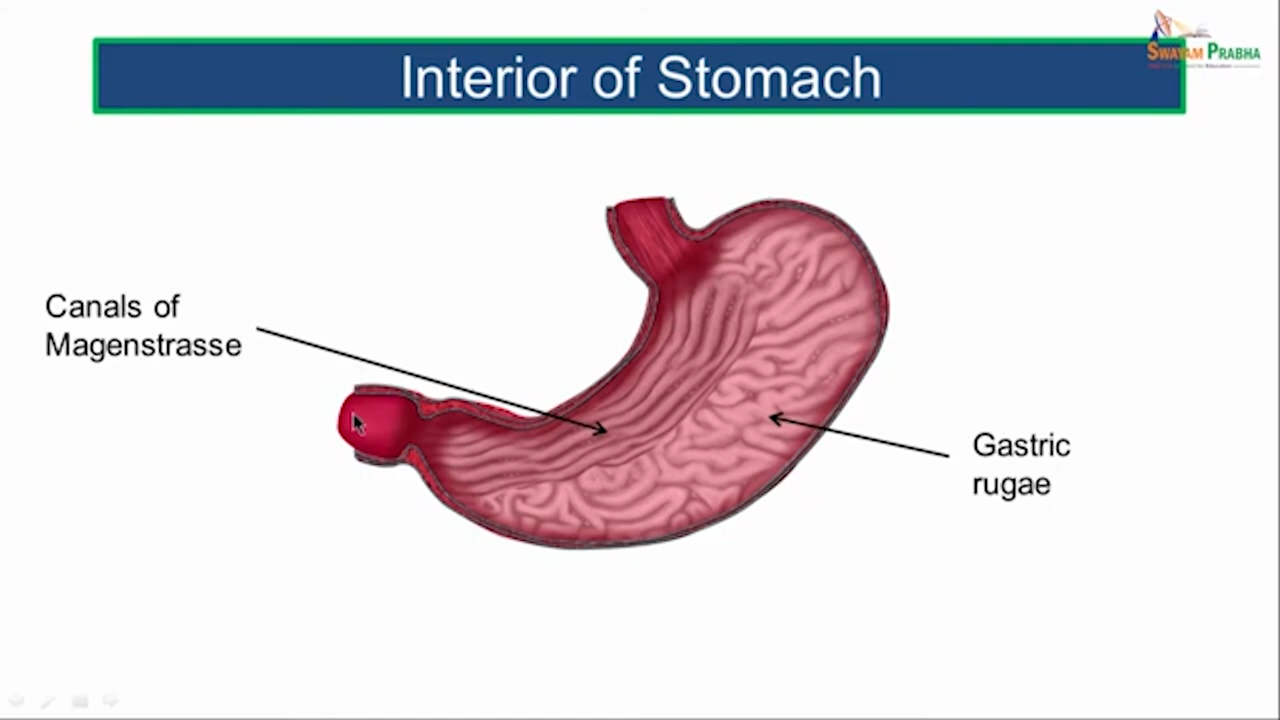 Interior of Stomach
SWAYAM PRABHA
Canals of
Magenstrasse
Gastric
rugae